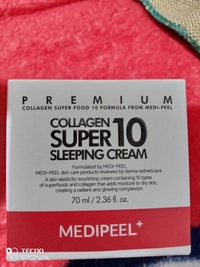 PREMIUM
COLLAGEN SUPER FOOD 10 FORMULA FROM MEDI-PEEL
COLLAGEN
SUPER 10
SLEEPING CREAM
Formulated by MEDI-PEEL
MEDI-PEEL skin care products reviewed by derma estheticians
A skin elasticity nourishing cream containing 10 types
of superfoods and collagen that adds moisture to dry skin,
creating a radiant and glowing complexion.
70 ml / 2.36 fl. oz.
MEDIPEEL+
TECNO